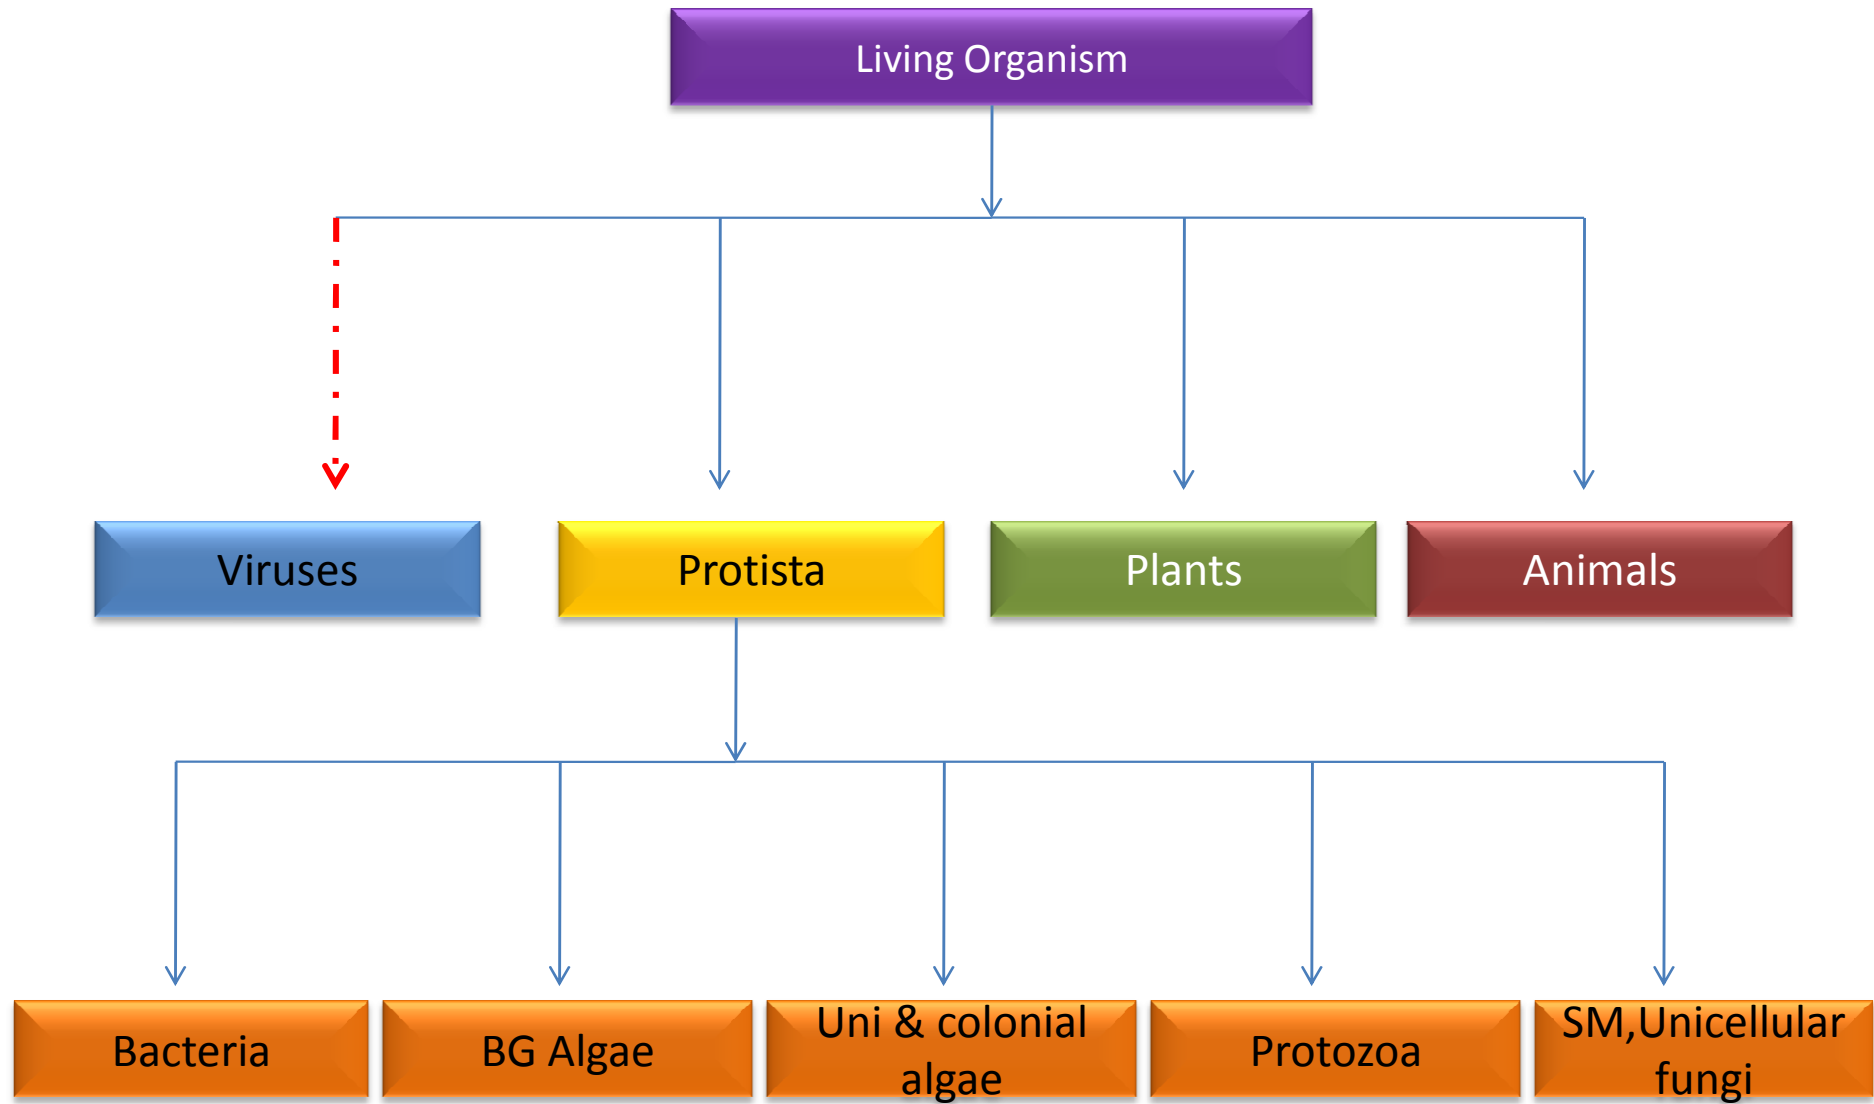 Living Organism
Viruses
Protista
Plants
Animals
Bacteria
BG Algae
Uni & colonial
algae
Protozoa
SM,Unicellular
fungi